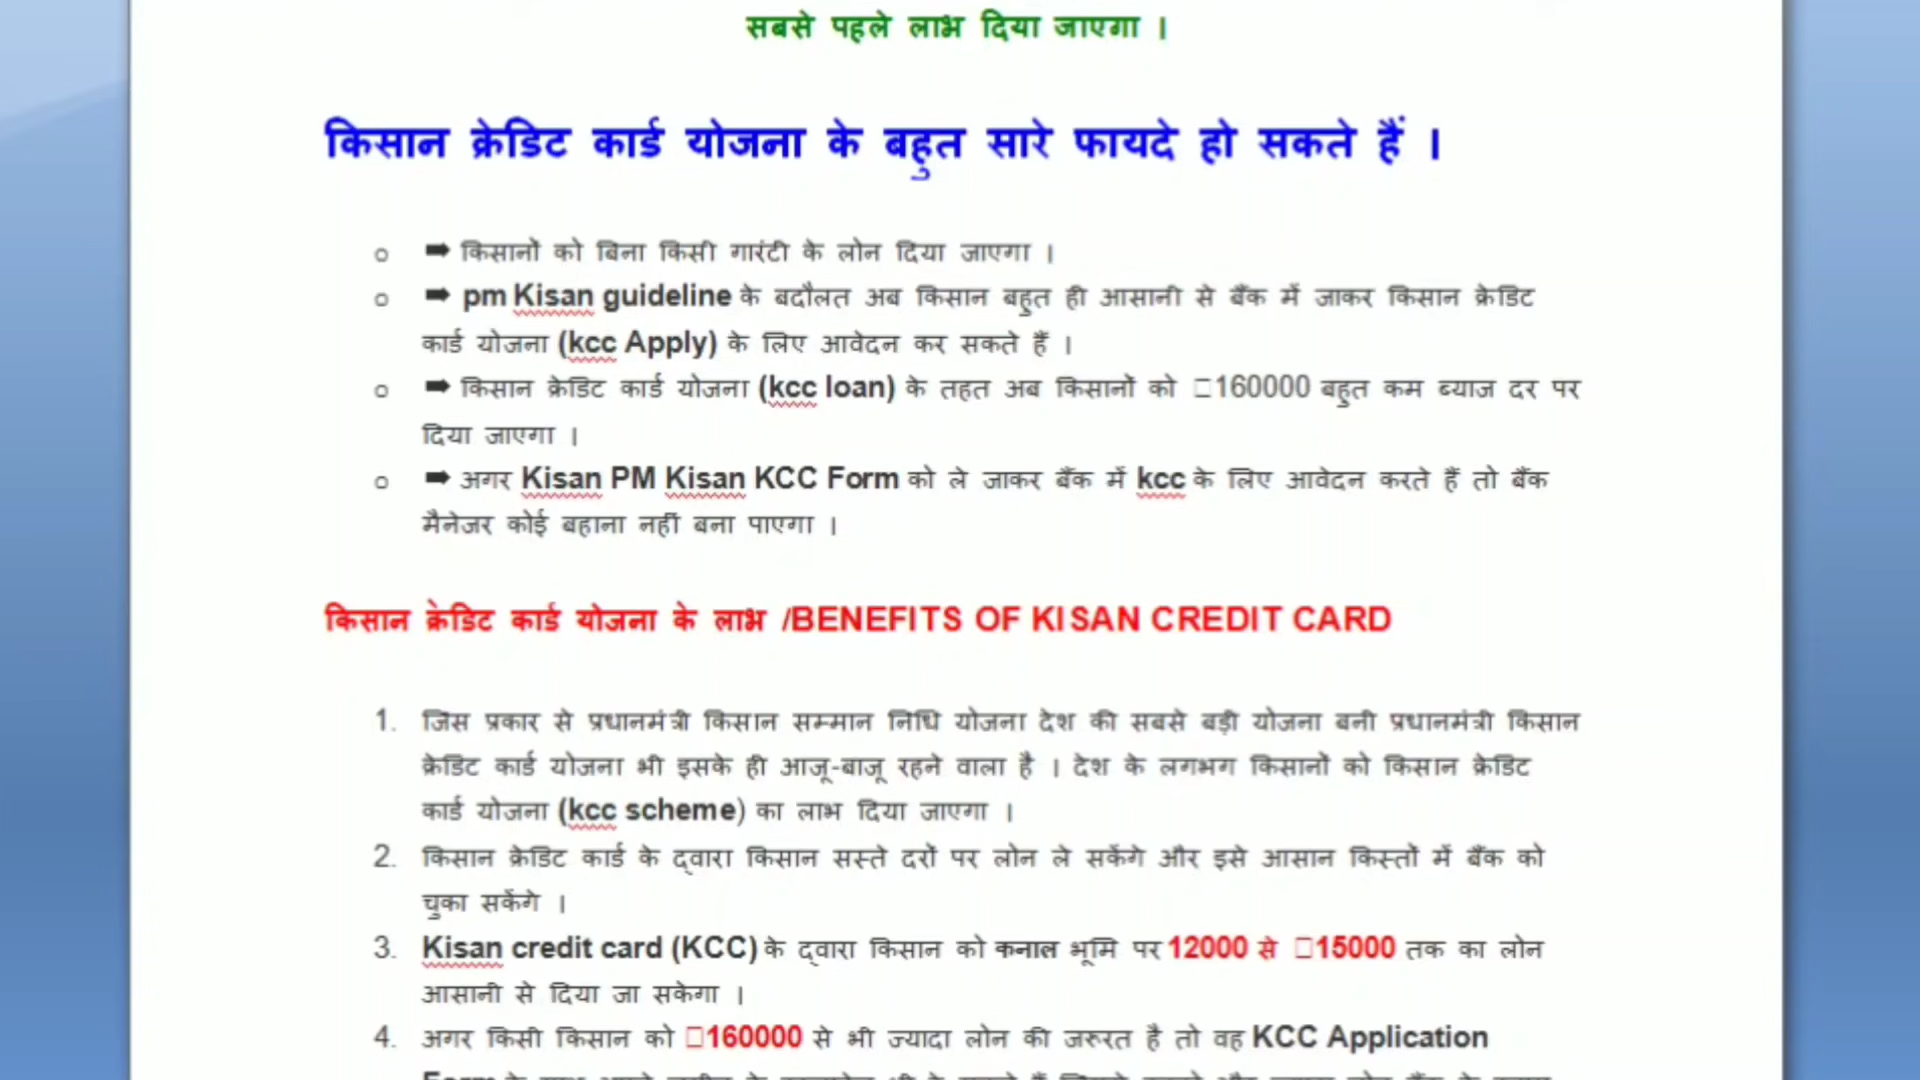 सबसे पहले लाभ दिया जाएगा ।
किसान क्रेडिट कार्ड योजना के बहुत सारे फायदे हो सकते हैं ।
➡ किसानों को बिना किसी गारंटी के लोन दिया जाएगा ।
➡ pm Kisan guideline के बदौलत अब किसान बहुत ही आसानी से बैंक में जाकर किसान क्रेडिट
कार्ड योजना (kcc Apply) के लिए आवेदन कर सकते हैं ।
➡ किसान क्रेडिट कार्ड योजना (kcc loan) के तहत अब किसानों को □160000 बहुत कम ब्याज दर पर
दिया जाएगा ।
➡ अगर Kisan PM Kisan KCC Form को ले जाकर बैंक में kcc के लिए आवेदन करते हैं तो बैंक
मैनेजर कोई बहाना नहीं बना पाएगा ।
किसान क्रेडिट कार्ड योजना के लाभ /BENEFITS OF KISAN CREDIT CARD
1. जिस प्रकार से प्रधानमंत्री किसान सम्मान निधि योजना देश की सबसे बड़ी योजना बनी प्रधानमंत्री किसान
क्रेडिट कार्ड योजना भी इसके ही आजू-बाजू रहने वाला है । देश के लगभग किसानों को किसान क्रेडिट
कार्ड योजना (kcc scheme) का लाभ दिया जाएगा ।
2. किसान क्रेडिट कार्ड के द्वारा किसान सस्ते दरों पर लोन ले सकेंगे और इसे आसान किस्तों में बैंक को
चुका सकेंगे ।
3. Kisan credit card (KCC) के द्वारा किसान को कनाल भूमि पर 12000 से □15000 तक का लोन
आसानी से दिया जा सकेगा ।
4. अगर किसी किसान को □160000 से भी ज्यादा लोन की जरुरत है तो वह KCC Application